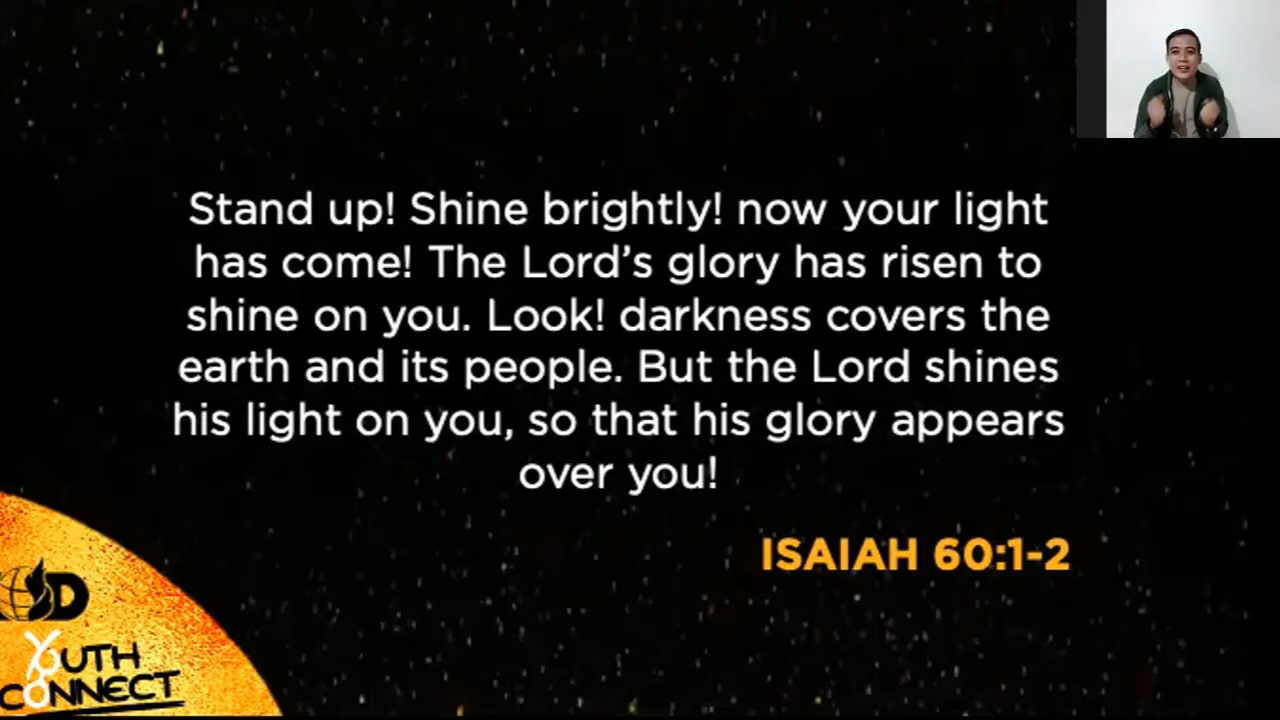 Stand up! Shine brightly! now your light
has come! The Lord’s glory has risen to
shine on you. Look! darkness covers the
earth and its people. But the Lord shines
his light on you, so that his glory appears
over you!
ISAIAH 60:1-2
D
YOUTH
CONNECT